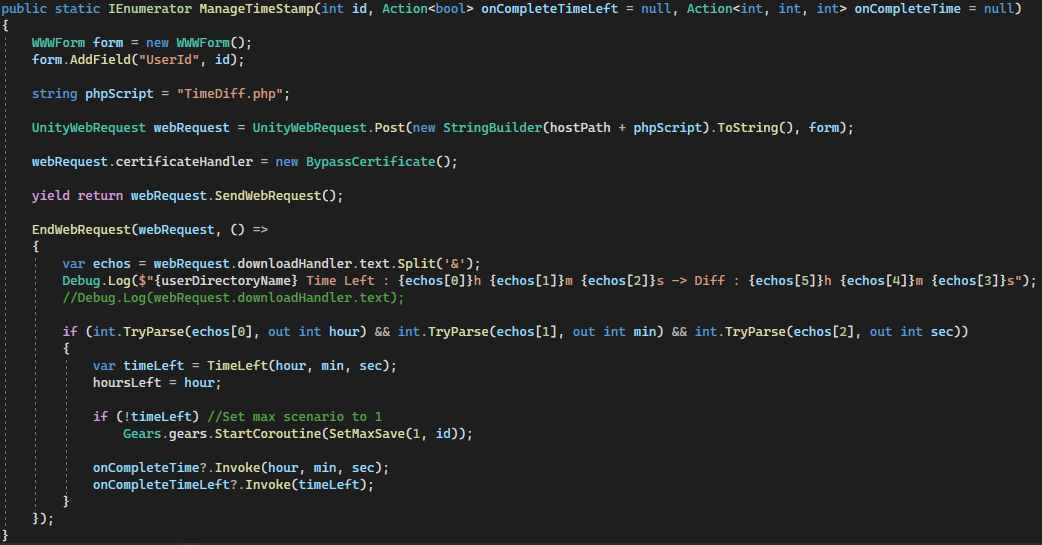 public static IEnumerator ManageTimeStamp(int id, Action<bool> onCompleteTimeLeft = null, Action<int, int, int> onCompleteTime = null)
{
WWWForm form = new WWWForm();
form.AddField("UserId", id);
string phpScript = "TimeDiff.php";
UnityWebRequest webRequest = UnityWebRequest.Post(new StringBuilder(hostPath + phpScript).ToString(), form);
webRequest.certificateHandler = new BypassCertificate();
yield return webRequest.SendWebRequest();
EndWebRequest(webRequest, () =>
{
var echos = webRequest.downloadHandler.text.Split('&');
Debug.Log($"{userDirectoryName} Time Left : {echos[0]}h {echos[1]}m {echos[2]}s -> Diff : {echos[5]}h {echos[4]}m {echos[3]}s");
//Debug.Log(webRequest.downloadHandler.text);
if (int.TryParse(echos[0], out int hour) && int.TryParse(echos[1], out int min) && int.TryParse(echos[2], out int sec))
{
var timeLeft = TimeLeft(hour, min, sec);
hoursLeft = hour;
if (!timeLeft) //Set max scenario to 1
Gears.gears.StartCoroutine(SetMaxSave(1, id));
onCompleteTime?.Invoke(hour, min, sec);
onCompleteTimeLeft?.Invoke(timeLeft);
}
});
}